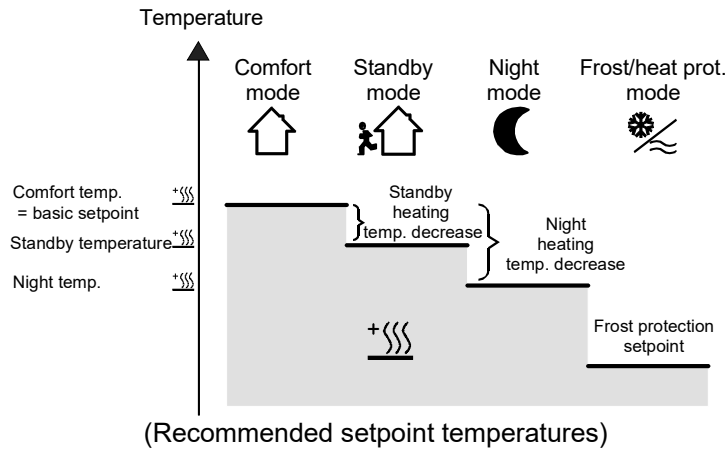 Temperature
Comfort
mode
Standby
mode
Night
mode
Frost/heat prot.
mode
Comfort temp.
= basic setpoint
Standby temperature
Night temp.
Standby
heating
temp. decrease
Night
heating
temp. decrease
Frost protection
setpoint
(Recommended setpoint temperatures)